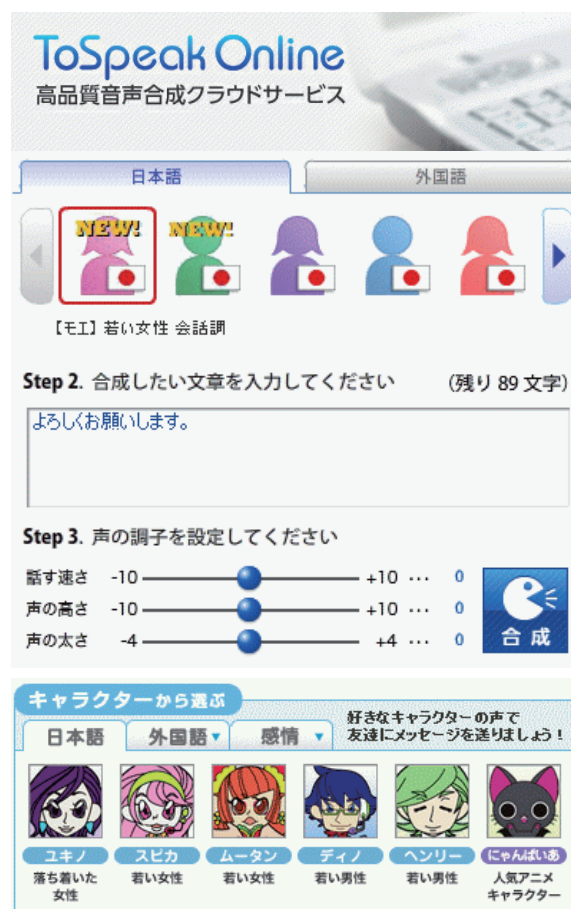 ToSpeak Online
高品質音声合成クラウドサービス
日本語 外国語
NEW! NEW!
【モエ】若い女性 会話調
Step 2. 合成したい文章を入力してください (残り 89 文字)
よろしくお願いします。
Step 3. 声の調子を設定してください
話す速さ -10 +10 … 0
声の高さ -10 +10 … 0
声の太さ -4 +4 … 0
合成
キャラクターから選ぶ
好きなキャラクターの声で
友達にメッセージを送りましょう!
日本語 外国語▼ 感情▼
ユキノ スピカ ムータン ディノ ヘンリー にゃんぱいあ
落ち着いた 若い女性 若い女性 若い男性 若い男性 人気アニメ
女性 キャラクター